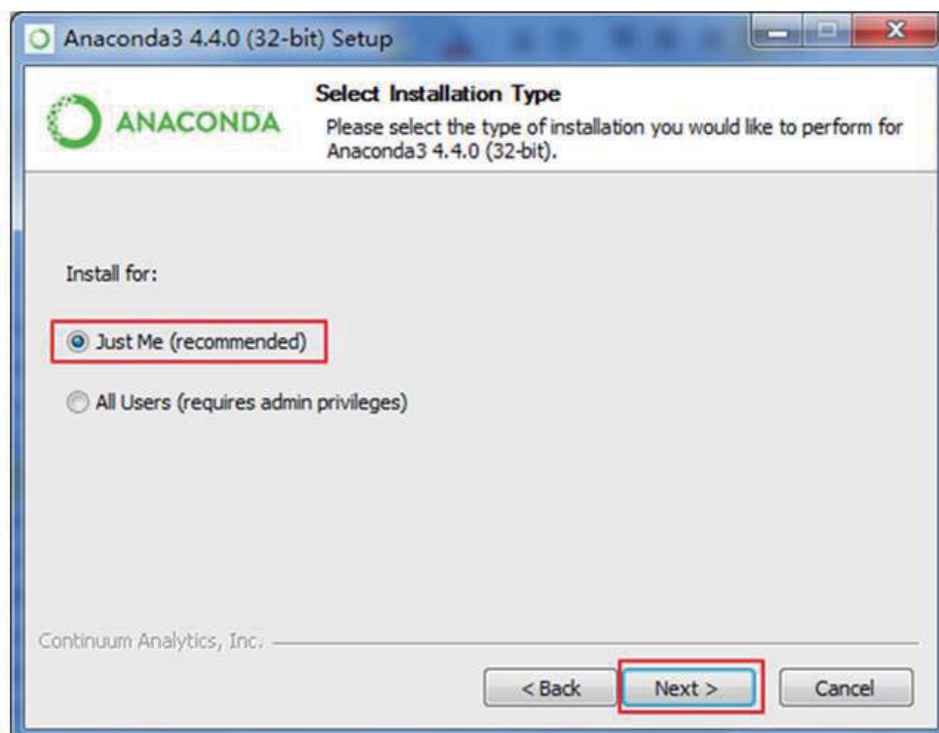 Anaconda3 4.4.0 (32-bit) Setup
ANACONDA
Select Installation Type
Please select the type of installation you would like to perform for
Anaconda3 4.4.0 (32-bit).
Install for:
Just Me (recommended)
All Users (requires admin privileges)
Continuum Analytics, Inc.
< Back Next > Cancel